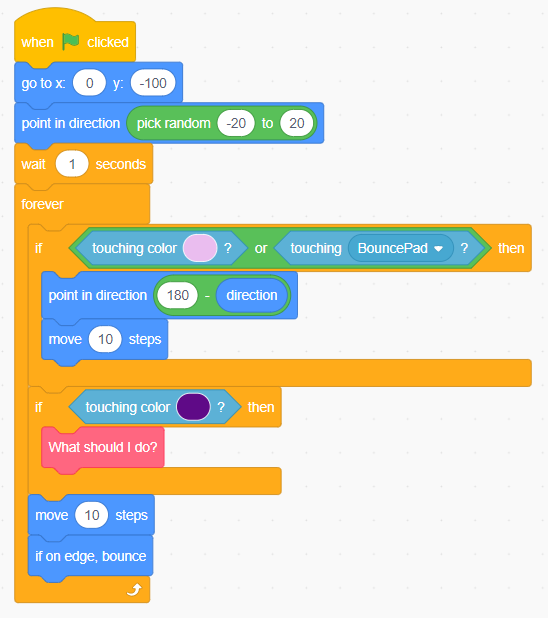 when clicked
go to x: 0 y: -100
point in direction pick random -20 to 20
wait 1 seconds
forever
if touching color ? or touching BouncePad ? then
point in direction 180 - direction
move 10 steps
if touching color ? then
What should I do?
move 10 steps
if on edge, bounce